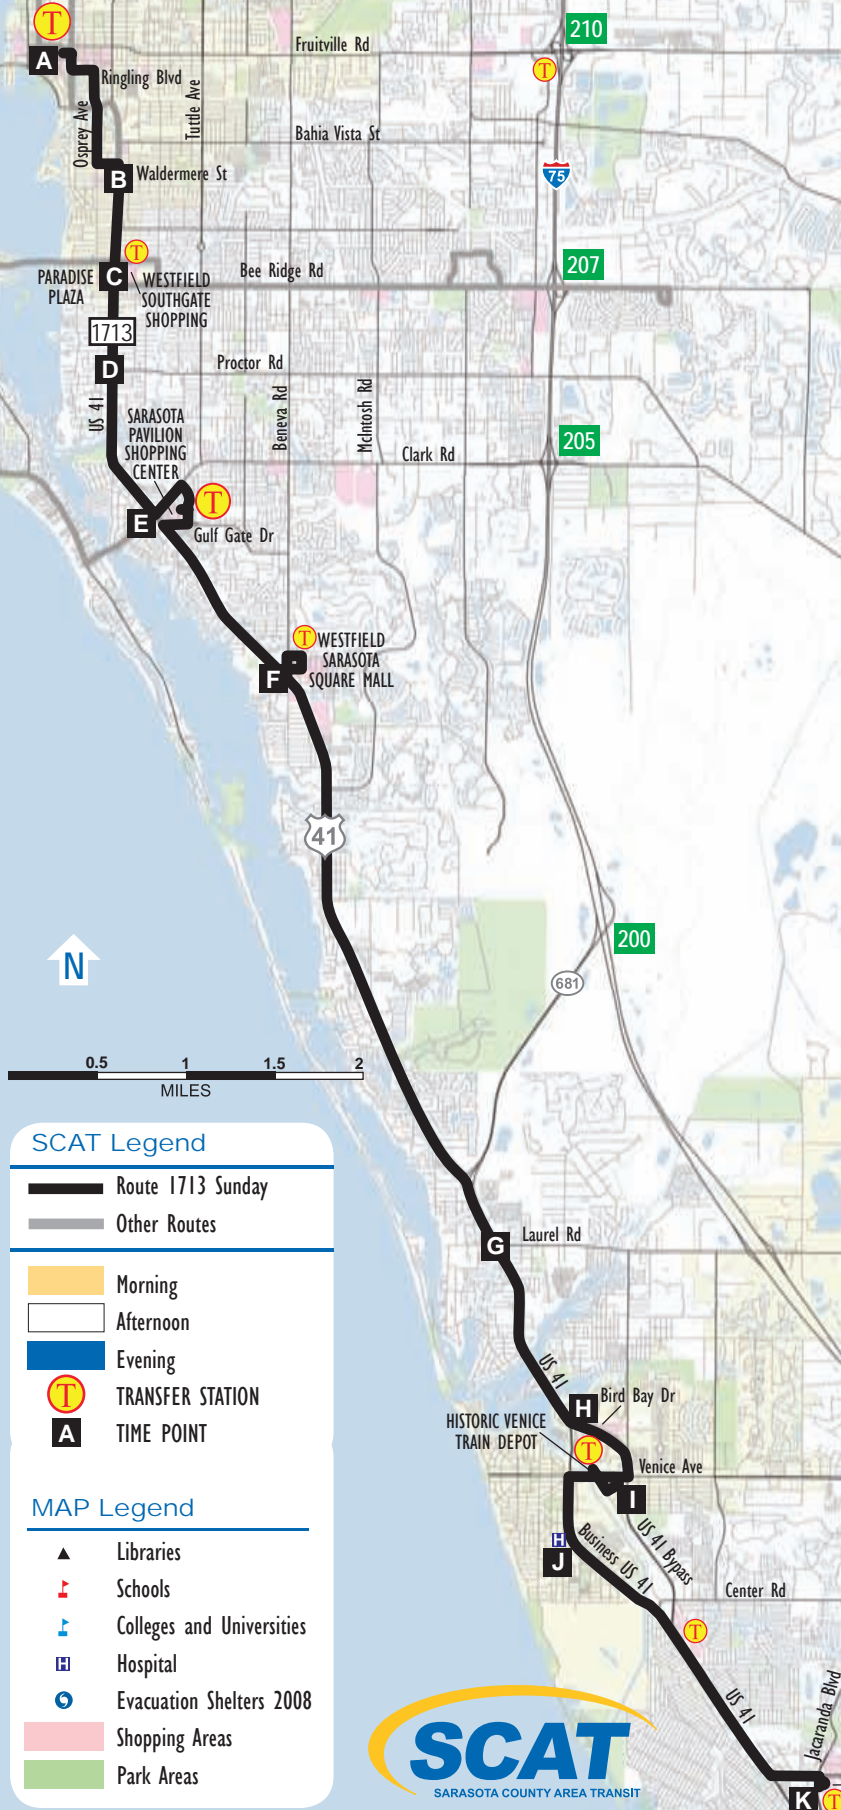 T
210
A
Fruitville Rd
T
Ringling Blvd
Osprey Ave
Tuttle Ave
Bahia Vista St
B
Waldermere St
75
T
207
PARADISE
PLAZA
C
WESTFIELD
SOUTHGATE
SHOPPING
Bee Ridge Rd
1713
D
Proctor Rd
US 41
Beneva Rd
McIntosh Rd
SARASOTA
PAVILION
SHOPPING
CENTER
205
Clark Rd
T
E
Gulf Gate Dr
T
WESTFIELD
SARASOTA
SQUARE MALL
F
41
200
N
681
0.5
1
1.5
2
MILES
SCAT Legend
Route 1713 Sunday
Other Routes
Morning
Afternoon
Evening
T
TRANSFER STATION
A
TIME POINT
G
Laurel Rd
US 41
H
Bird Bay Dr
HISTORIC VENICE
TRAIN DEPOT
T
Venice Ave
I
H
J
Business US 41
US 41 Bypass
Center Rd
T
US 41
Jacaranda Blvd
K
T
MAP Legend
Libraries
Schools
Colleges and Universities
H
Hospital
Evacuation Shelters 2008
Shopping Areas
Park Areas
SCAT
SARASOTA COUNTY AREA TRANSIT